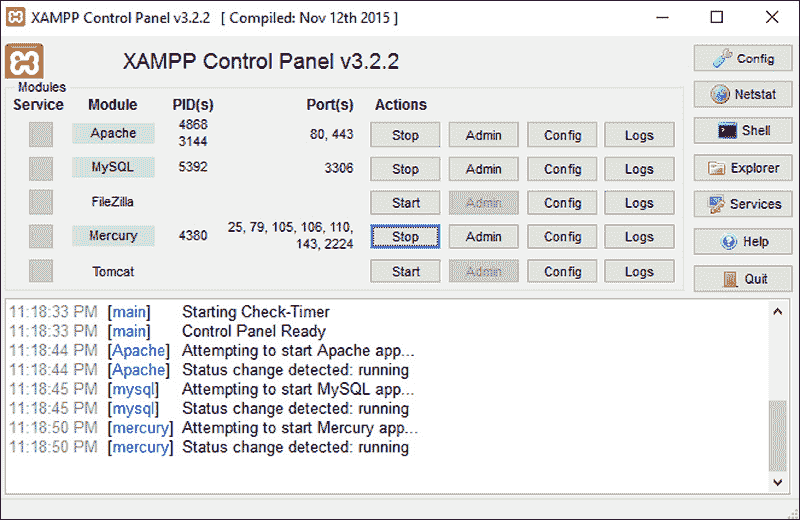 XAMPP Control Panel v3.2.2 [ Compiled: Nov 12th 2015 ]
XAMPP Control Panel v3.2.2
Config
Modules
Service Module PID(s) Port(s) Actions
Netstat
Apache 4868 3144 80, 443 Stop Admin Config Logs
Shell
MySQL 5392 3306 Stop Admin Config Logs
Explorer
FileZilla Start Admin Config Logs
Services
Mercury 4380 25, 79, 105, 106, 110, 143, 2224 Stop Admin Config Logs
Help
Tomcat Start Admin Config Logs
Quit
11:18:33 PM [main] Starting Check-Timer
11:18:33 PM [main] Control Panel Ready
11:18:44 PM [Apache] Attempting to start Apache app...
11:18:44 PM [Apache] Status change detected: running
11:18:45 PM [mysql] Attempting to start MySQL app...
11:18:45 PM [mysql] Status change detected: running
11:18:50 PM [mercury] Attempting to start Mercury app...
11:18:50 PM [mercury] Status change detected: running